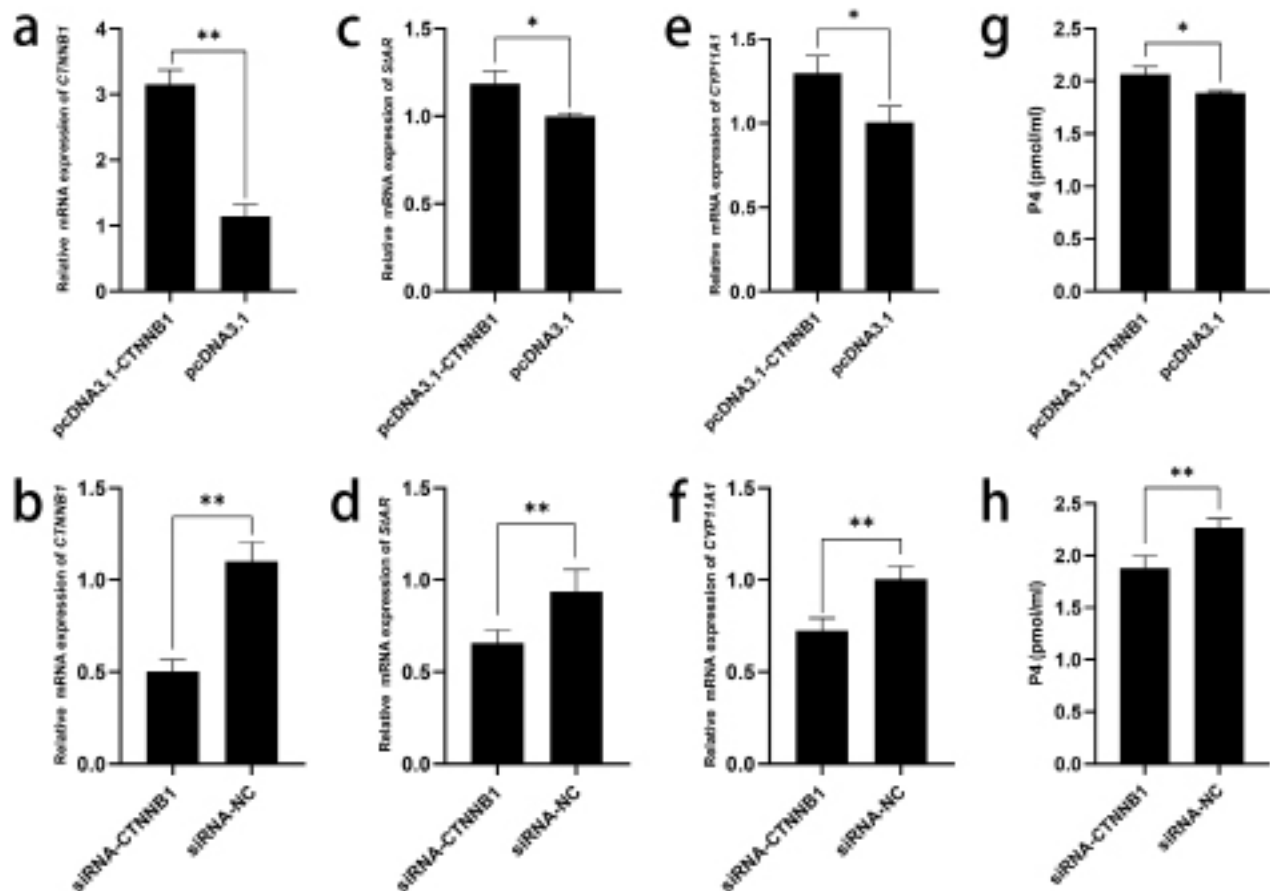 a
Relative mRNA expression of CTNNB1
4
3
2
1
0
**
pcDNA3.1-CTNNB1
pcDNA3.1
c
Relative mRNA expression of StAR
1.5
1.0
0.5
0.0
*
pcDNA3.1-CTNNB1
pcDNA3.1
e
Relative mRNA expression of CYP11A1
1.5
1.0
0.5
0.0
*
pcDNA3.1-CTNNB1
pcDNA3.1
g
P4 (pmol/ml)
2.5
2.0
1.5
1.0
0.5
0.0
*
pcDNA3.1-CTNNB1
pcDNA3.1
b
Relative mRNA expression of CTNNB1
1.5
1.0
0.5
0.0
**
siRNA-CTNNB1
siRNA-NC
d
Relative mRNA expression of StAR
1.5
1.0
0.5
0.0
**
siRNA-CTNNB1
siRNA-NC
f
Relative mRNA expression of CYP11A1
1.5
1.0
0.5
0.0
**
siRNA-CTNNB1
siRNA-NC
h
P4 (pmol/ml)
2.5
2.0
1.5
1.0
0.5
0.0
**
siRNA-CTNNB1
siRNA-NC